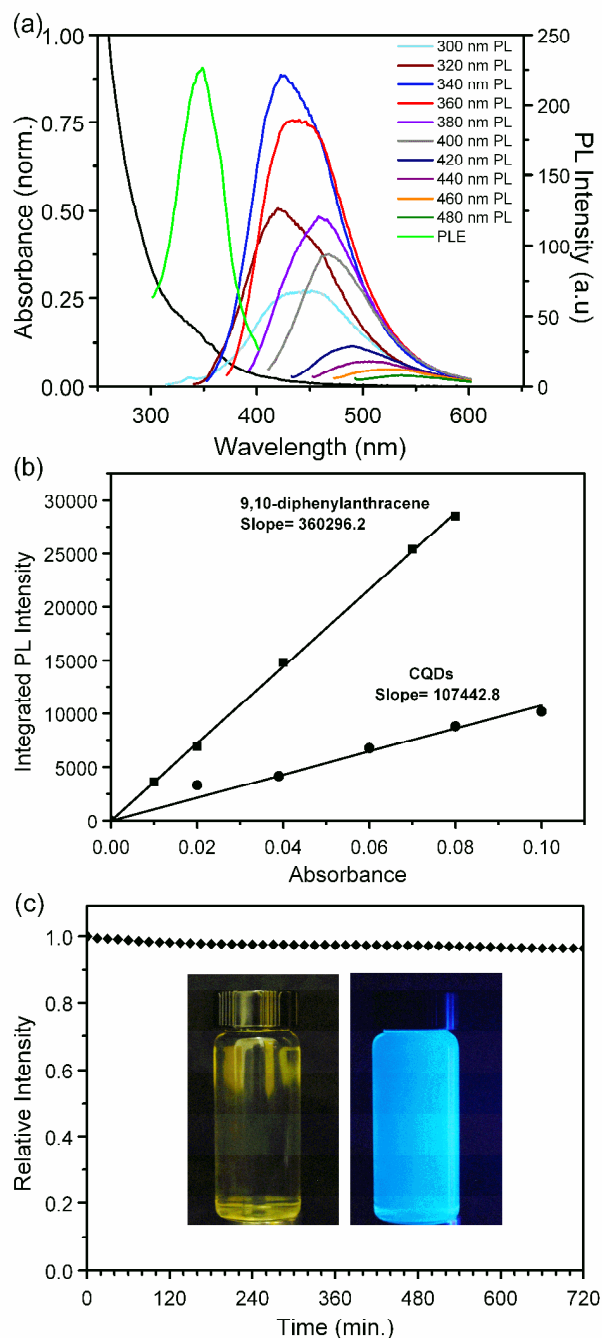 (a)
1.00
0.75
0.50
0.25
0.00
Absorbance (norm.)
300 nm PL
320 nm PL
340 nm PL
360 nm PL
380 nm PL
400 nm PL
420 nm PL
440 nm PL
460 nm PL
480 nm PL
PLE
250
200
150
100
50
0
PL Intensity (a.u)
300 400 500 600
Wavelength (nm)
(b)
30000
25000
20000
15000
10000
5000
0
Integrated PL Intensity
9,10-diphenylanthracene
Slope= 360296.2
CQDs
Slope= 107442.8
0.00 0.02 0.04 0.06 0.08 0.10
Absorbance
(c)
1.0
0.8
0.6
0.4
0.2
0.0
Relative Intensity
0 120 240 360 480 600 720
Time (min.)